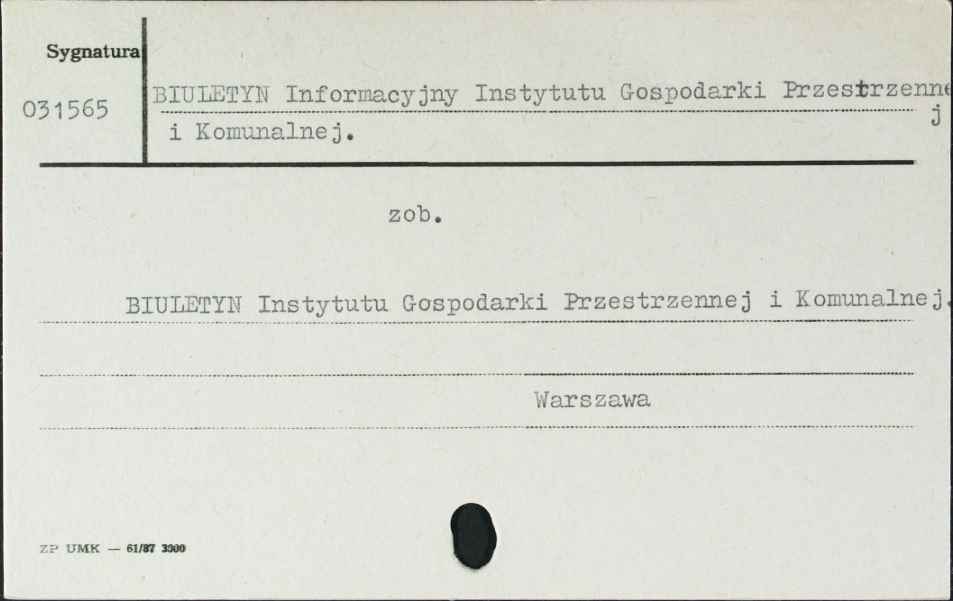 Sygnatura
031565
BIULETYN Informacyjny Instytutu Gospodarki Przestrzenne
j
i Komunalnej.
zob.
BIULETYN Instytutu Gospodarki Przestrzennej i Komunalnej.
Warszawa
ZP UMK — 61/87 3000